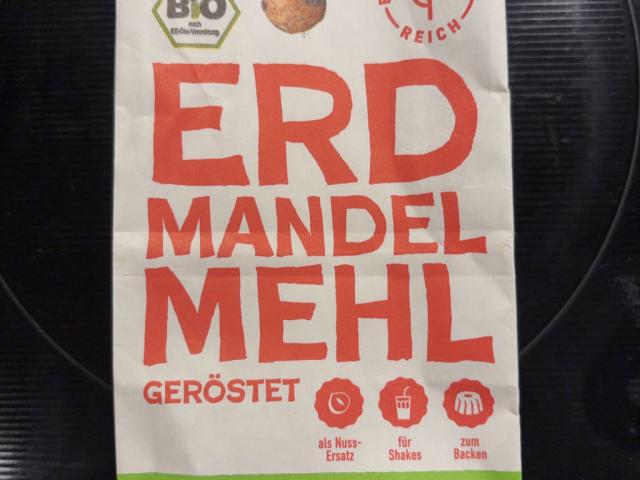 BIO
nach
EG-Öko-Verordnung
REICH
ERD
MANDEL
MEHL
GERÖSTET
als Nuss-
Ersatz
für
Shakes
zum
Backen